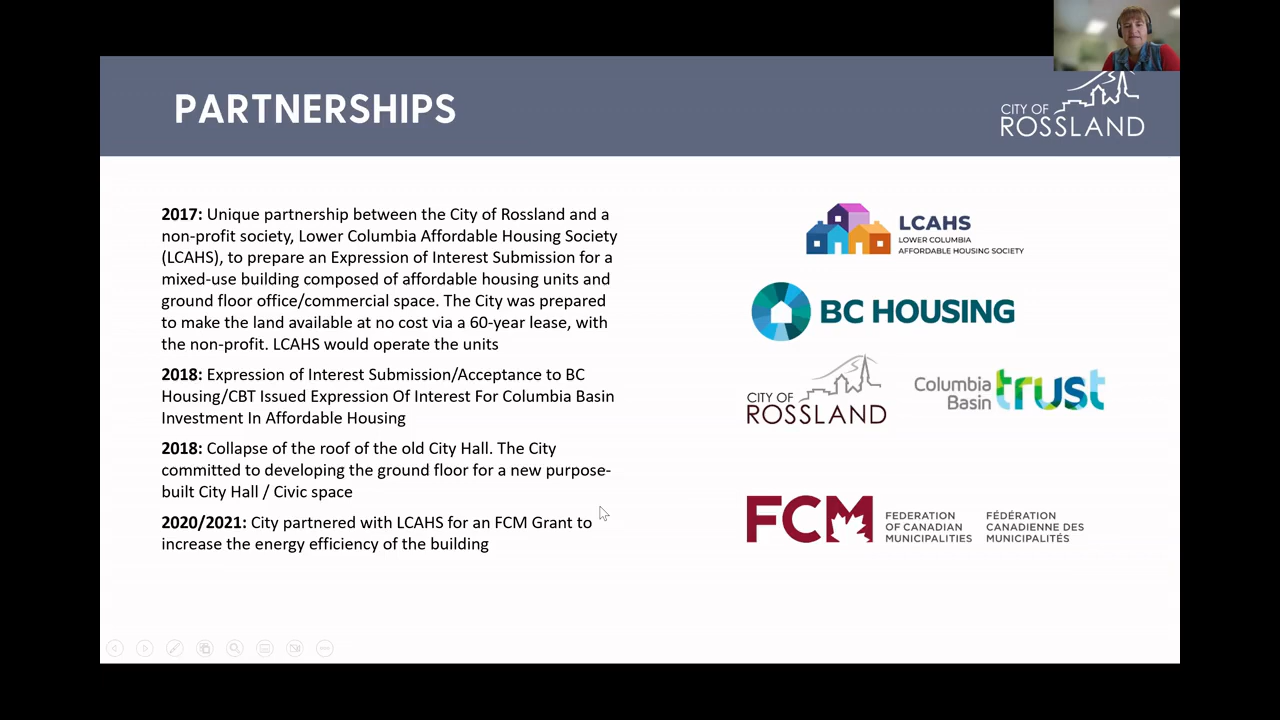 PARTNERSHIPS
CITY OF
ROSSLAND
2017: Unique partnership between the City of Rossland and a
non-profit society, Lower Columbia Affordable Housing Society
(LCAHS), to prepare an Expression of Interest Submission for a
mixed-use building composed of affordable housing units and
ground floor office/commercial space. The City was prepared
to make the land available at no cost via a 60-year lease, with
the non-profit. LCAHS would operate the units
2018: Expression of Interest Submission/Acceptance to BC
Housing/CBT Issued Expression Of Interest For Columbia Basin
Investment In Affordable Housing
2018: Collapse of the roof of the old City Hall. The City
committed to developing the ground floor for a new purpose-
built City Hall / Civic space
2020/2021: City partnered with LCAHS for an FCM Grant to
increase the energy efficiency of the building
LCAHS
LOWER COLUMBIA
AFFORDABLE HOUSING SOCIETY
BC HOUSING
CITY OF
ROSSLAND
Columbia
Basin
trust
FCM
FEDERATION
OF CANADIAN
MUNICIPALITIES
FÉDÉRATION
CANADIENNE DES
MUNICIPALITÉS